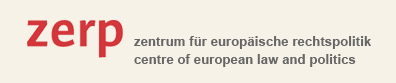 zerp
zentrum für europäische rechtspolitik
centre of european law and politics